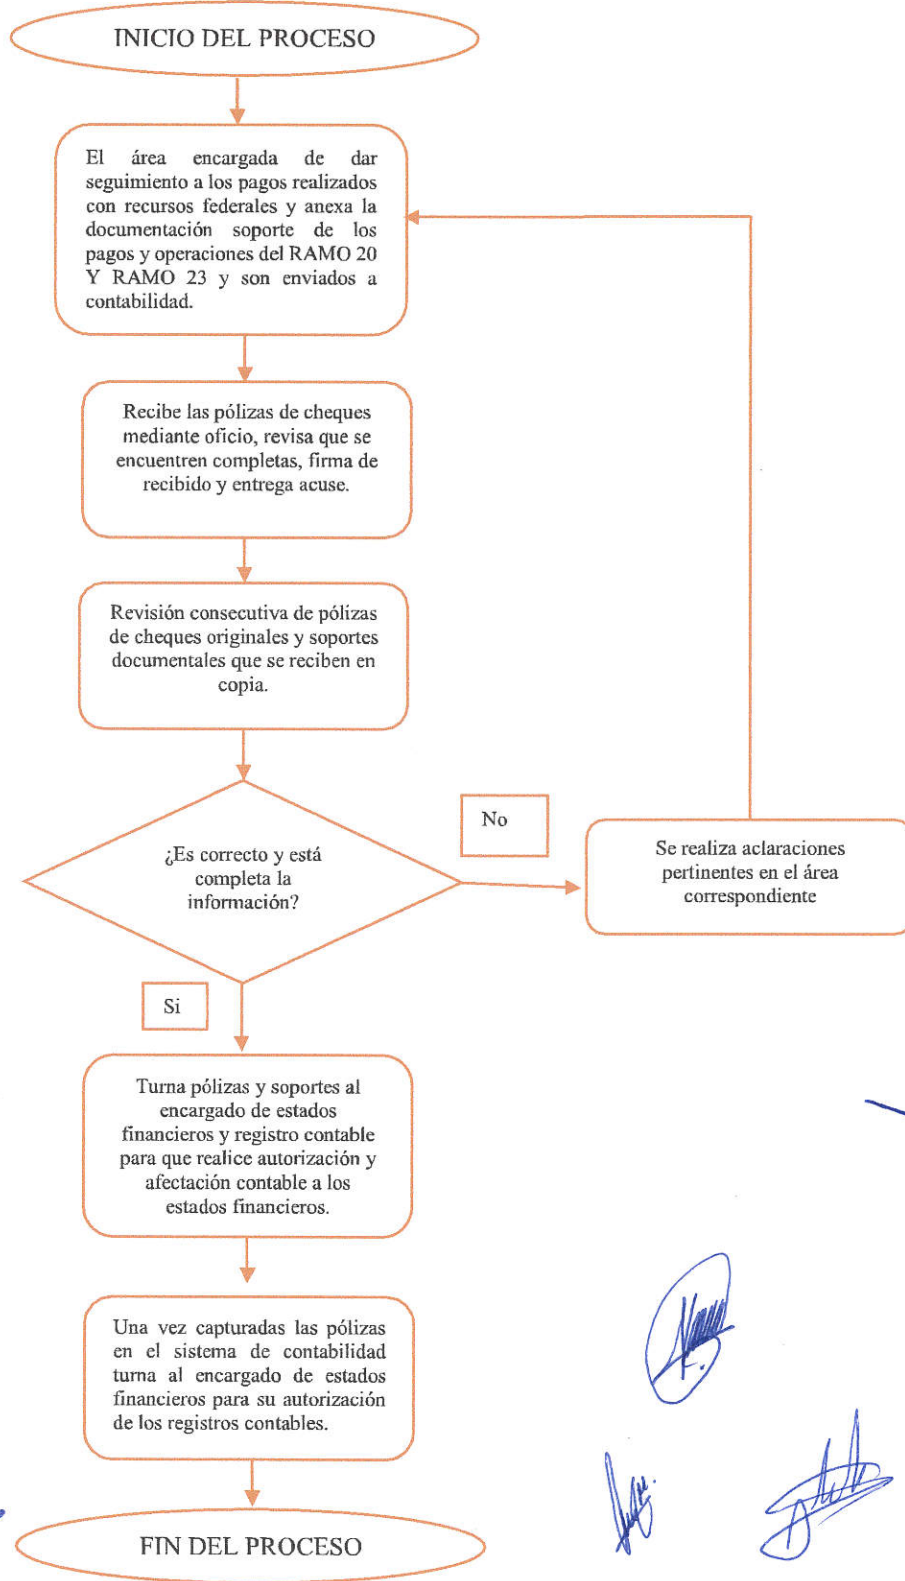 INICIO DEL PROCESO
El área encargada de dar
seguimiento a los pagos realizados
con recursos federales y anexa la
documentación soporte de los
pagos y operaciones del RAMO 20
Y RAMO 23 y son enviados a
contabilidad.
Recibe las pólizas de cheques
mediante oficio, revisa que se
encuentren completas, firma de
recibido y entrega acuse.
Revisión consecutiva de pólizas
de cheques originales y soportes
documentales que se reciben en
copia.
¿Es correcto y está
completa la
información?
No
Se realiza aclaraciones
pertinentes en el área
correspondiente
Si
Turna pólizas y soportes al
encargado de estados
financieros y registro contable
para que realice autorización y
afectación contable a los
estados financieros.
Una vez capturadas las pólizas
en el sistema de contabilidad
turna al encargado de estados
financieros para su autorización
de los registros contables.
FIN DEL PROCESO